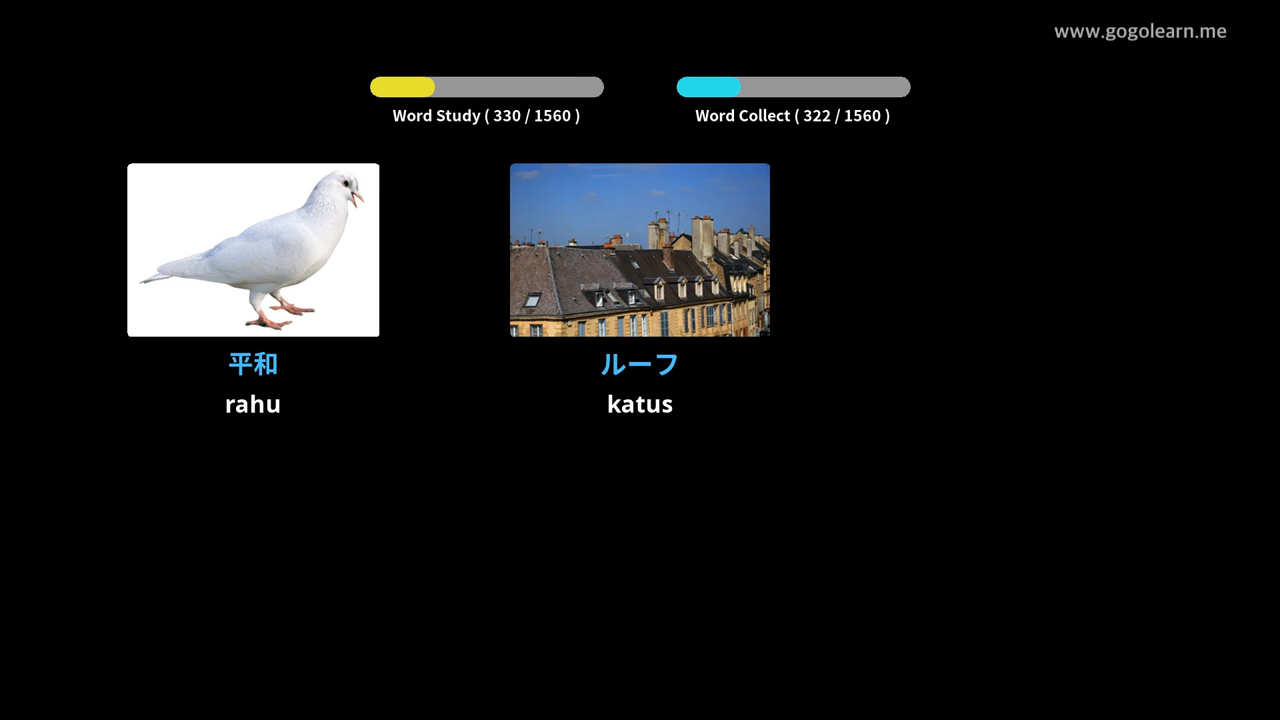 www.gogolearn.me
Word Study ( 330 / 1560 )
Word Collect ( 322 / 1560 )
平和
rahu
ルーフ
katus